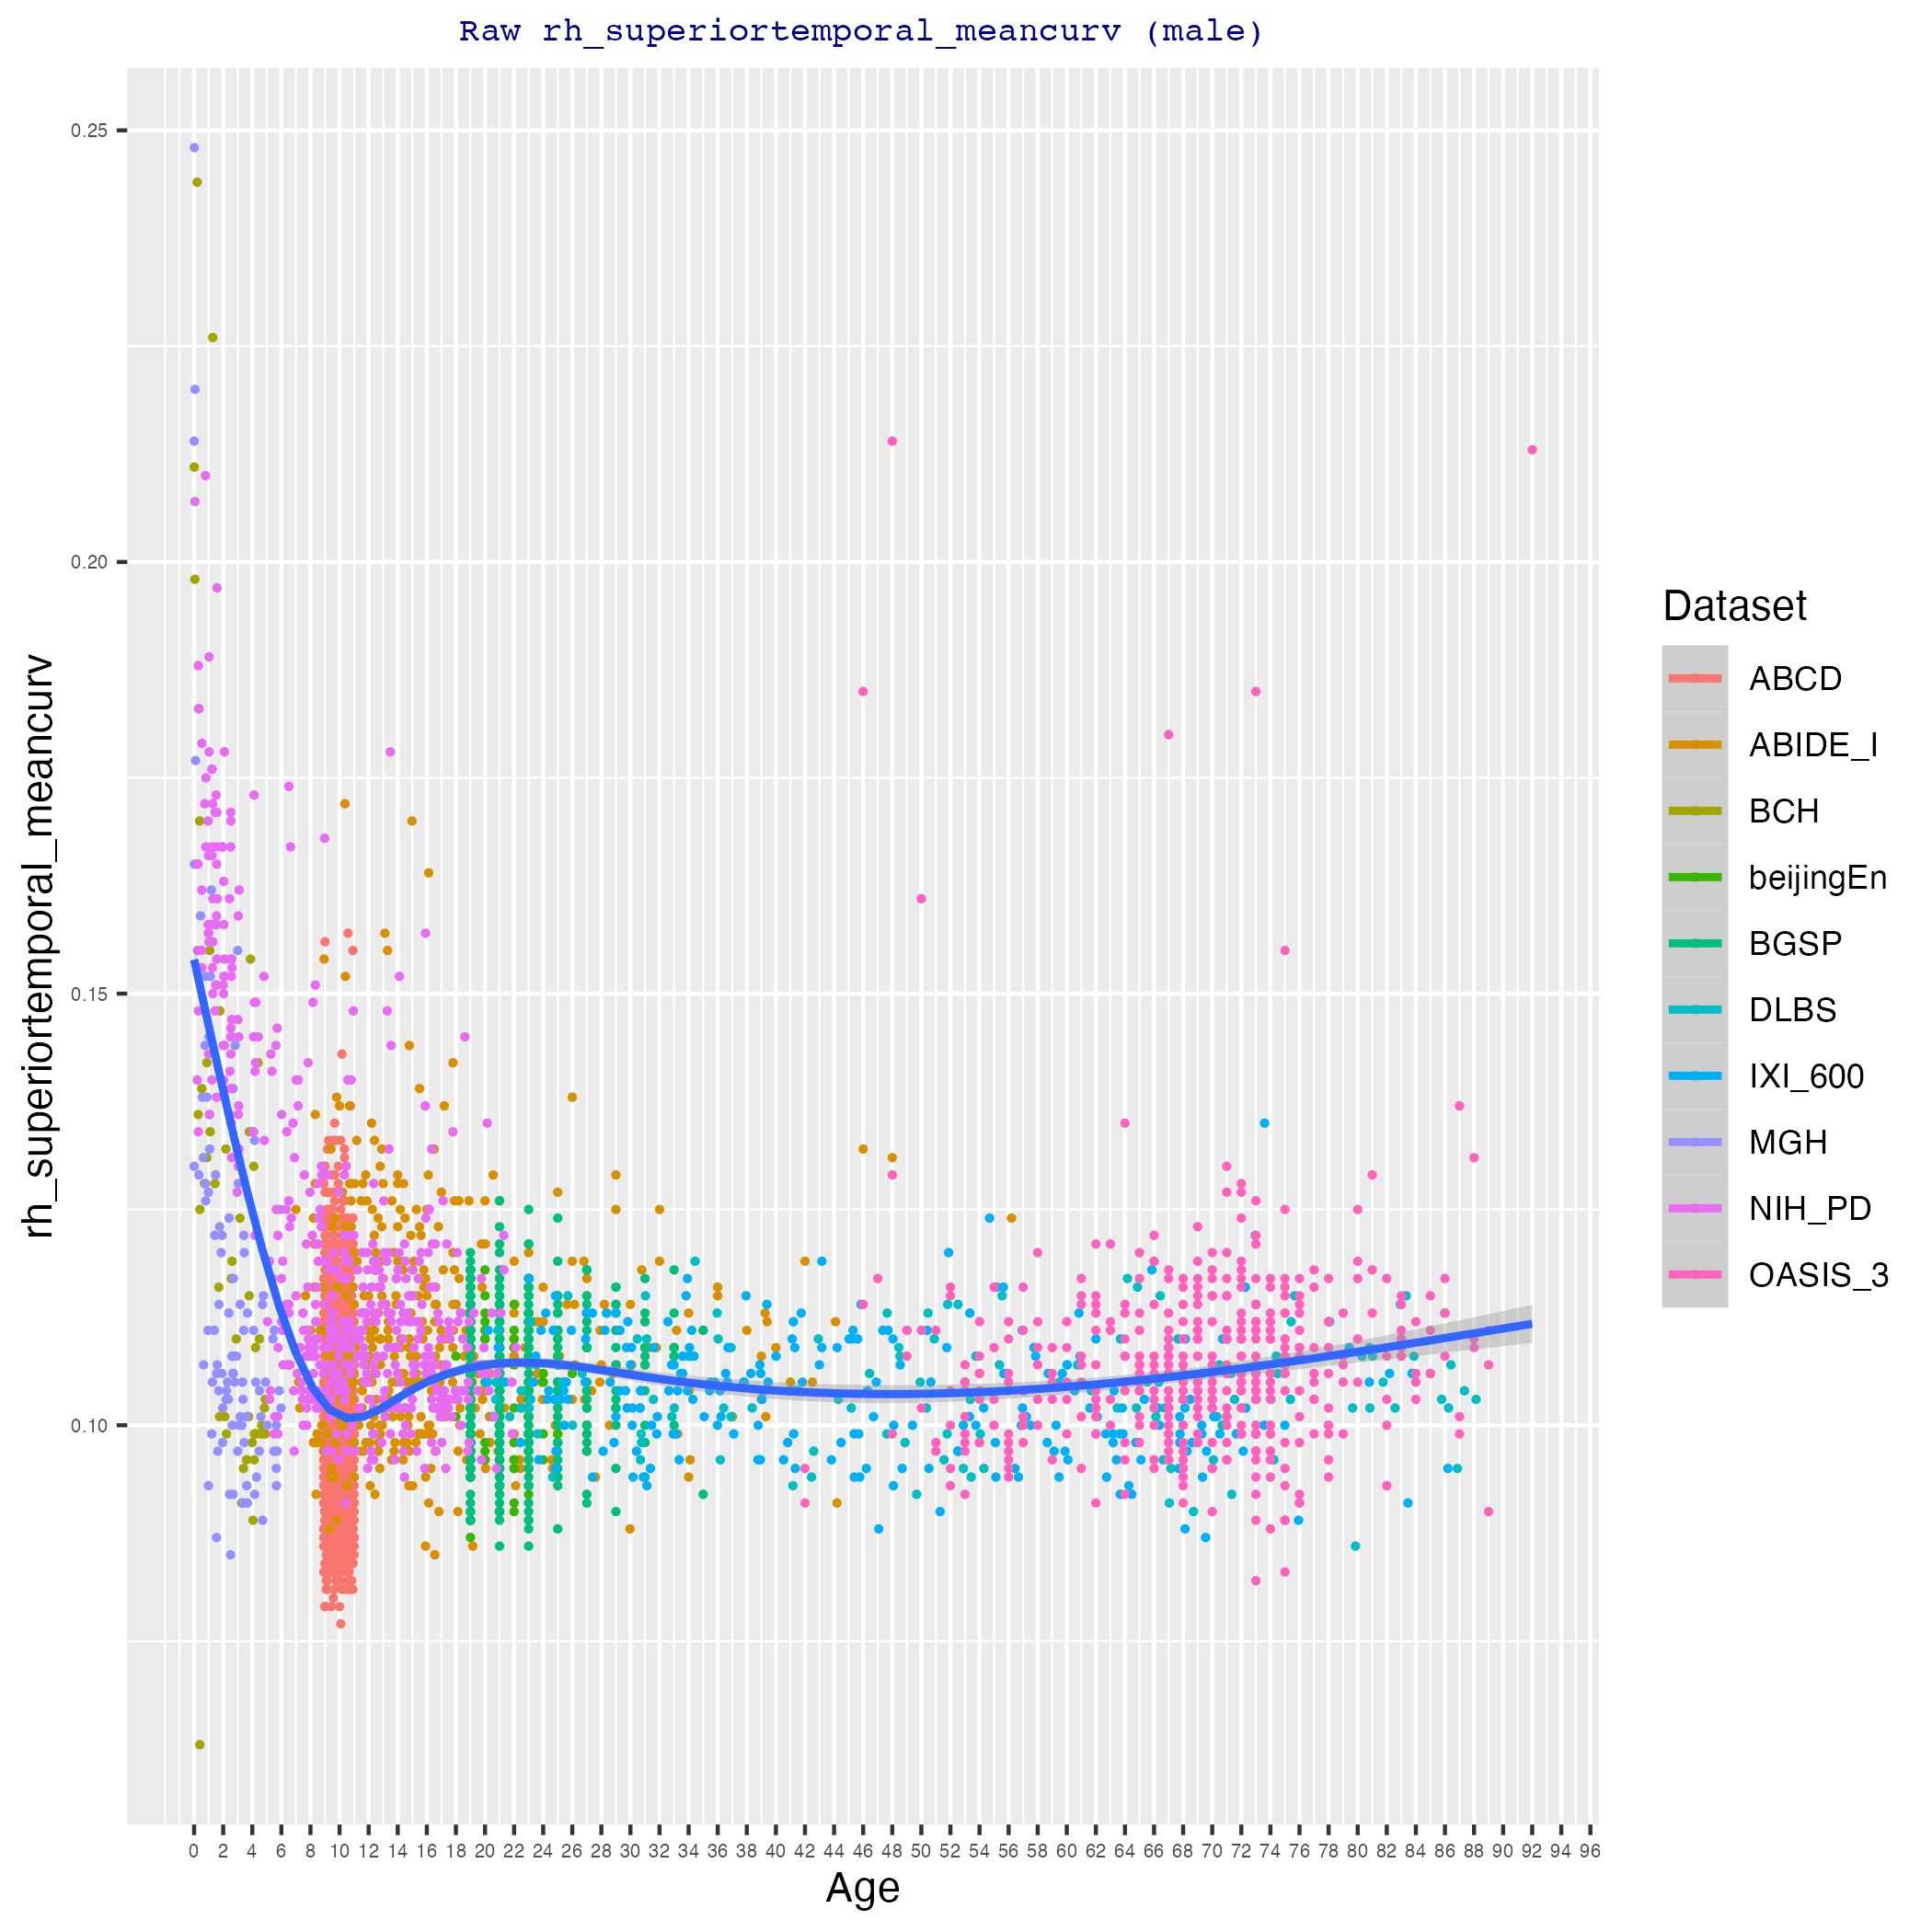 Raw rh_superiortemporal_meancurv (male)
rh_superiortemporal_meancurv
0.25
0.20
0.15
0.10
0 2 4 6 8 10 12 14 16 18 20 22 24 26 28 30 32 34 36 38 40 42 44 46 48 50 52 54 56 58 60 62 64 66 68 70 72 74 76 78 80 82 84 86 88 90 92 94 96
Age
Dataset
ABCD
ABIDE_I
BCH
beijingEn
BGSP
DLBS
IXI_600
MGH
NIH_PD
OASIS_3